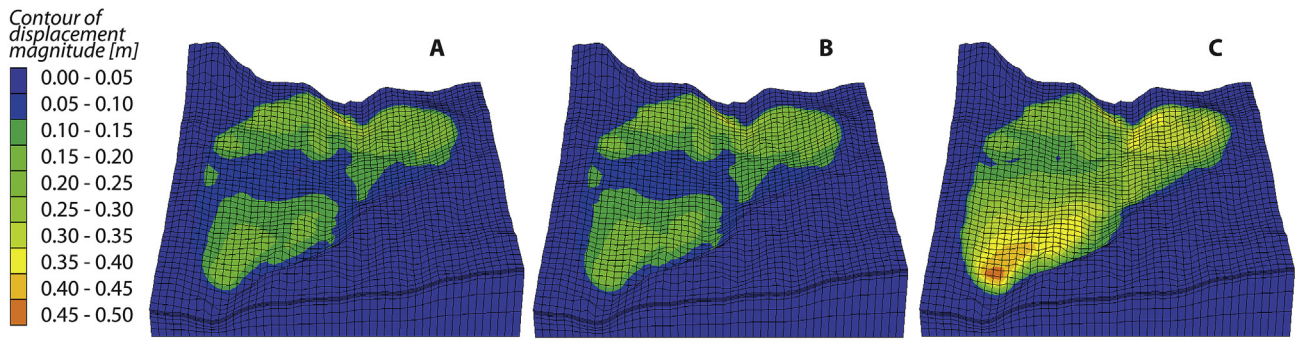 Contour of
displacement
magnitude [m]
0.00 - 0.05
0.05 - 0.10
0.10 - 0.15
0.15 - 0.20
0.20 - 0.25
0.25 - 0.30
0.30 - 0.35
0.35 - 0.40
0.40 - 0.45
0.45 - 0.50
A
B
C